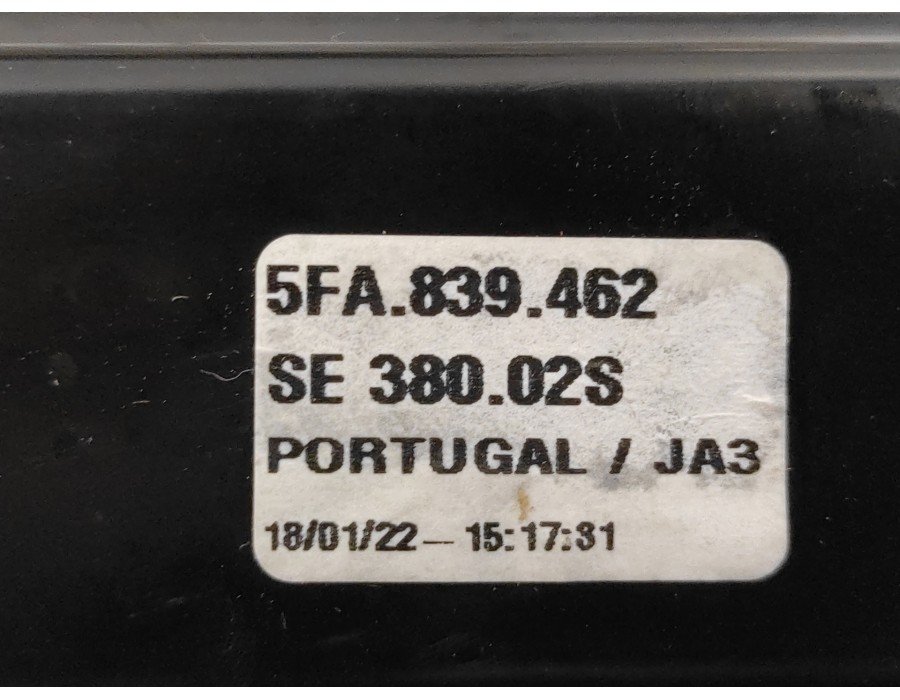 5FA.839.462
SE 380.02S
PORTUGAL / JA3
18/01/22 — 15:17:31